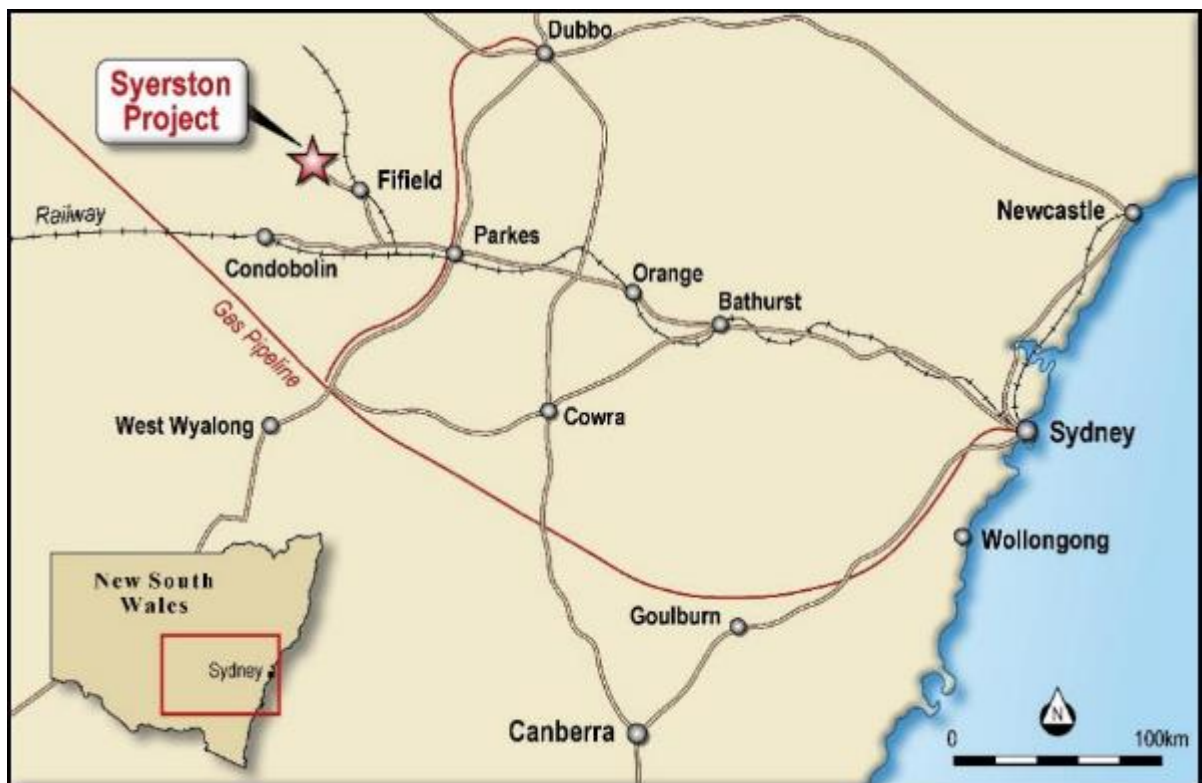 Dubbo
Syerston
Project
Fifield
Newcastle
Railway
Parkes
Condobolin
Orange
Bathurst
Gas Pipeline
West Wyalong
Cowra
Sydney
Wollongong
New South
Wales
Goulburn
Sydney
Canberra
N
0
100km